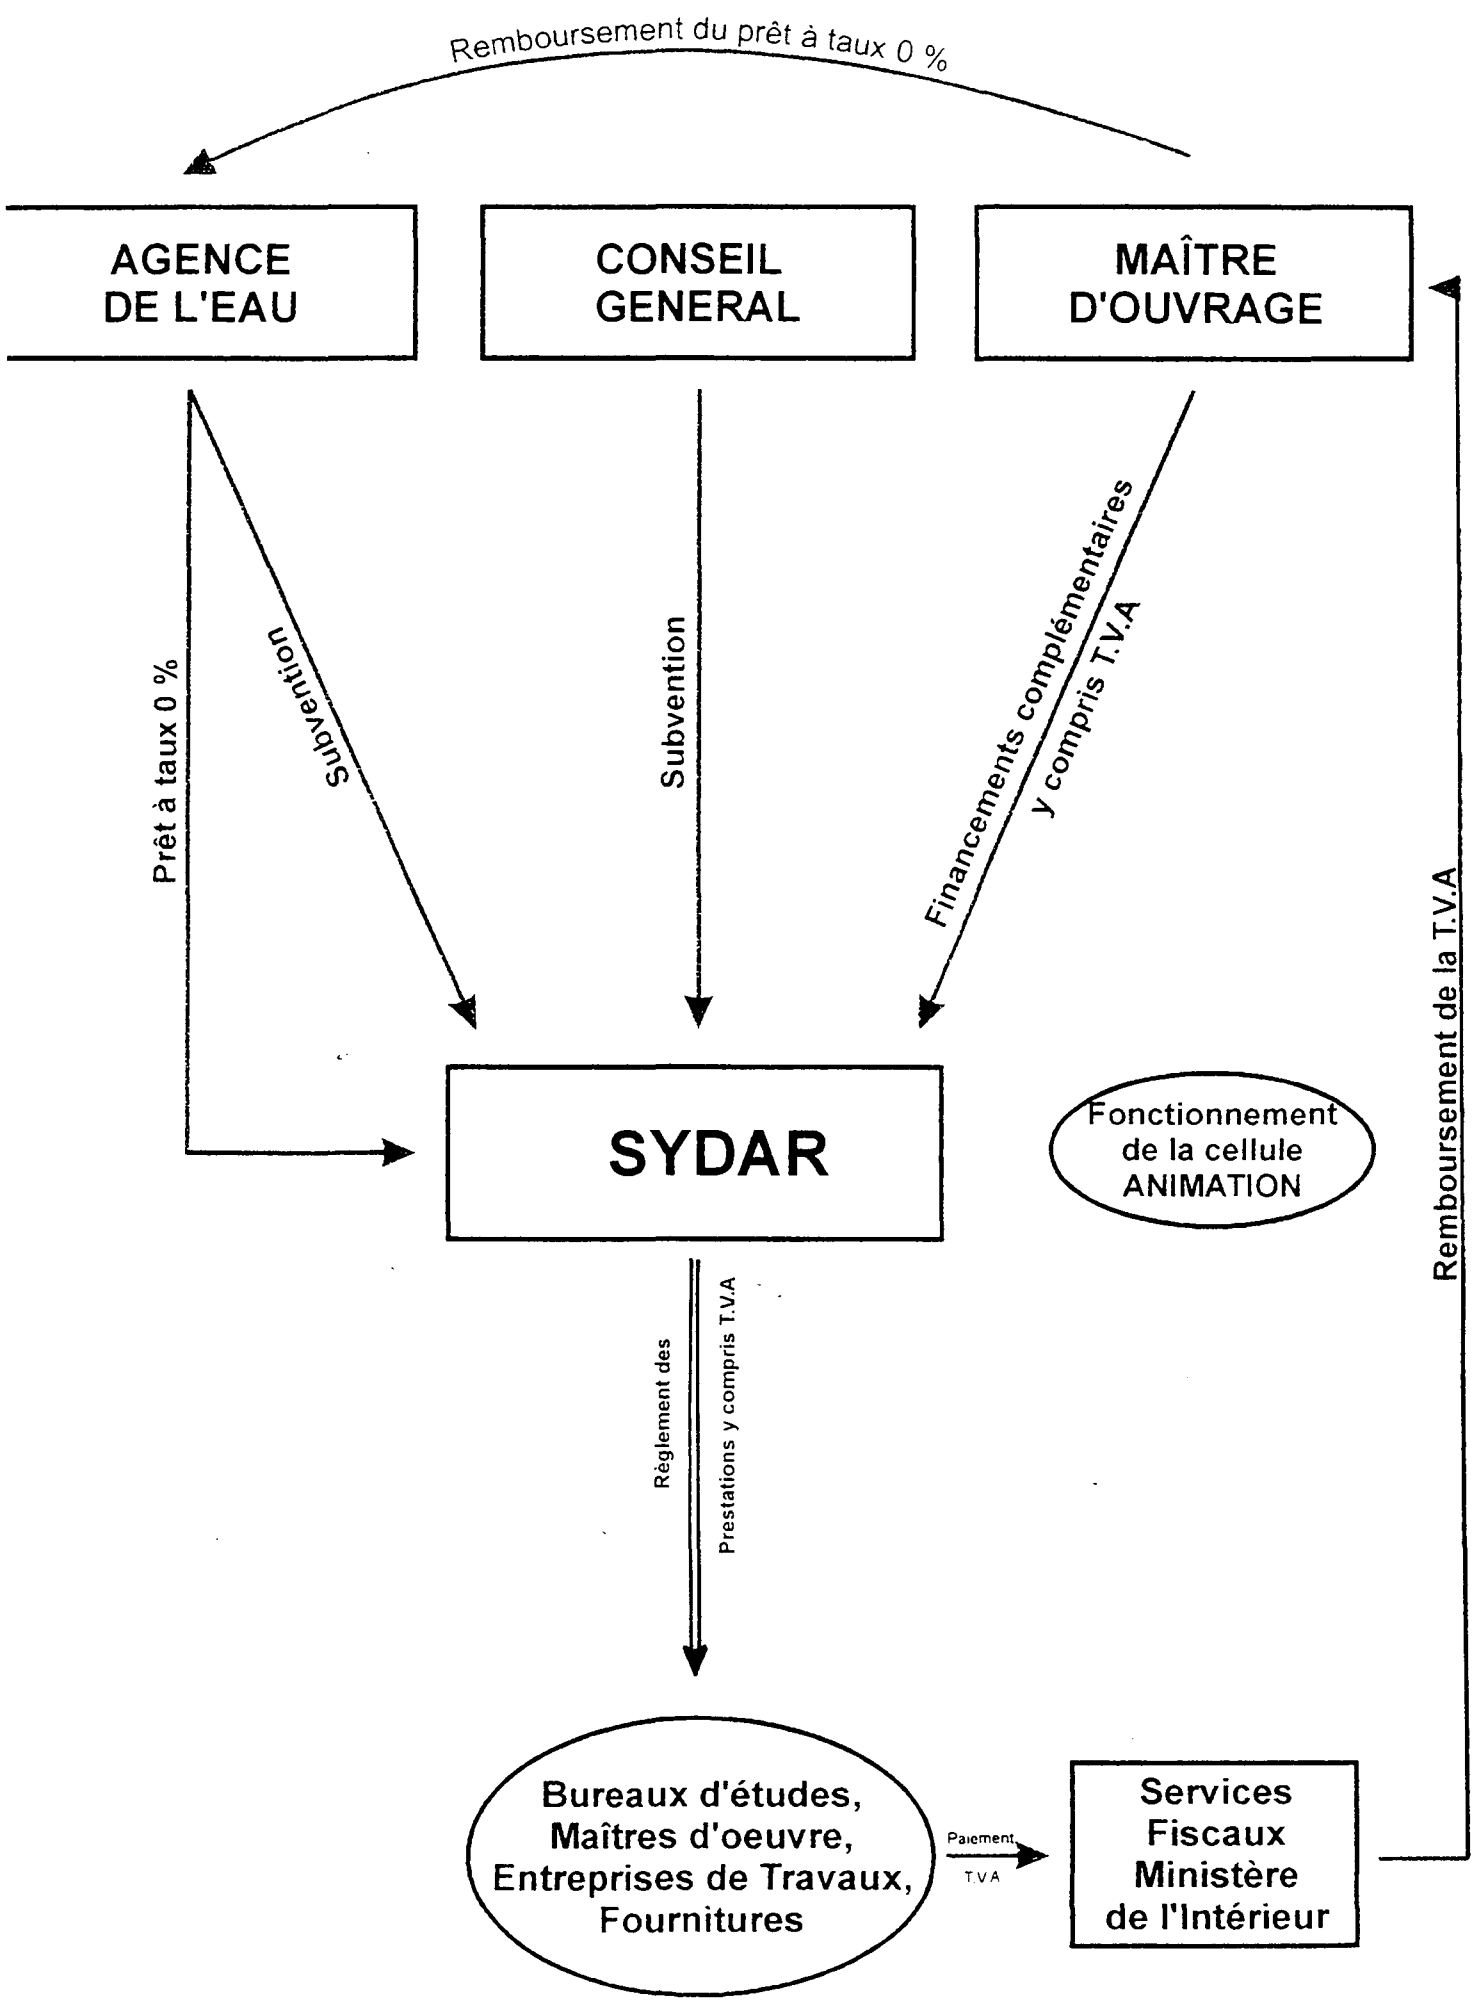 Remboursement du prêt à taux 0 %
AGENCE
DE L'EAU
CONSEIL
GENERAL
MAÎTRE
D'OUVRAGE
Prêt à taux 0 %
Subvention
Subvention
Financements complémentaires
y compris T.V.A
Remboursement de la T.V.A
SYDAR
Fonctionnement
de la cellule
ANIMATION
Règlement des
Prestations y compris T.V.A
Bureaux d'études,
Maîtres d'oeuvre,
Entreprises de Travaux,
Fournitures
Paiement
T.V.A
Services
Fiscaux
Ministère
de l'Intérieur